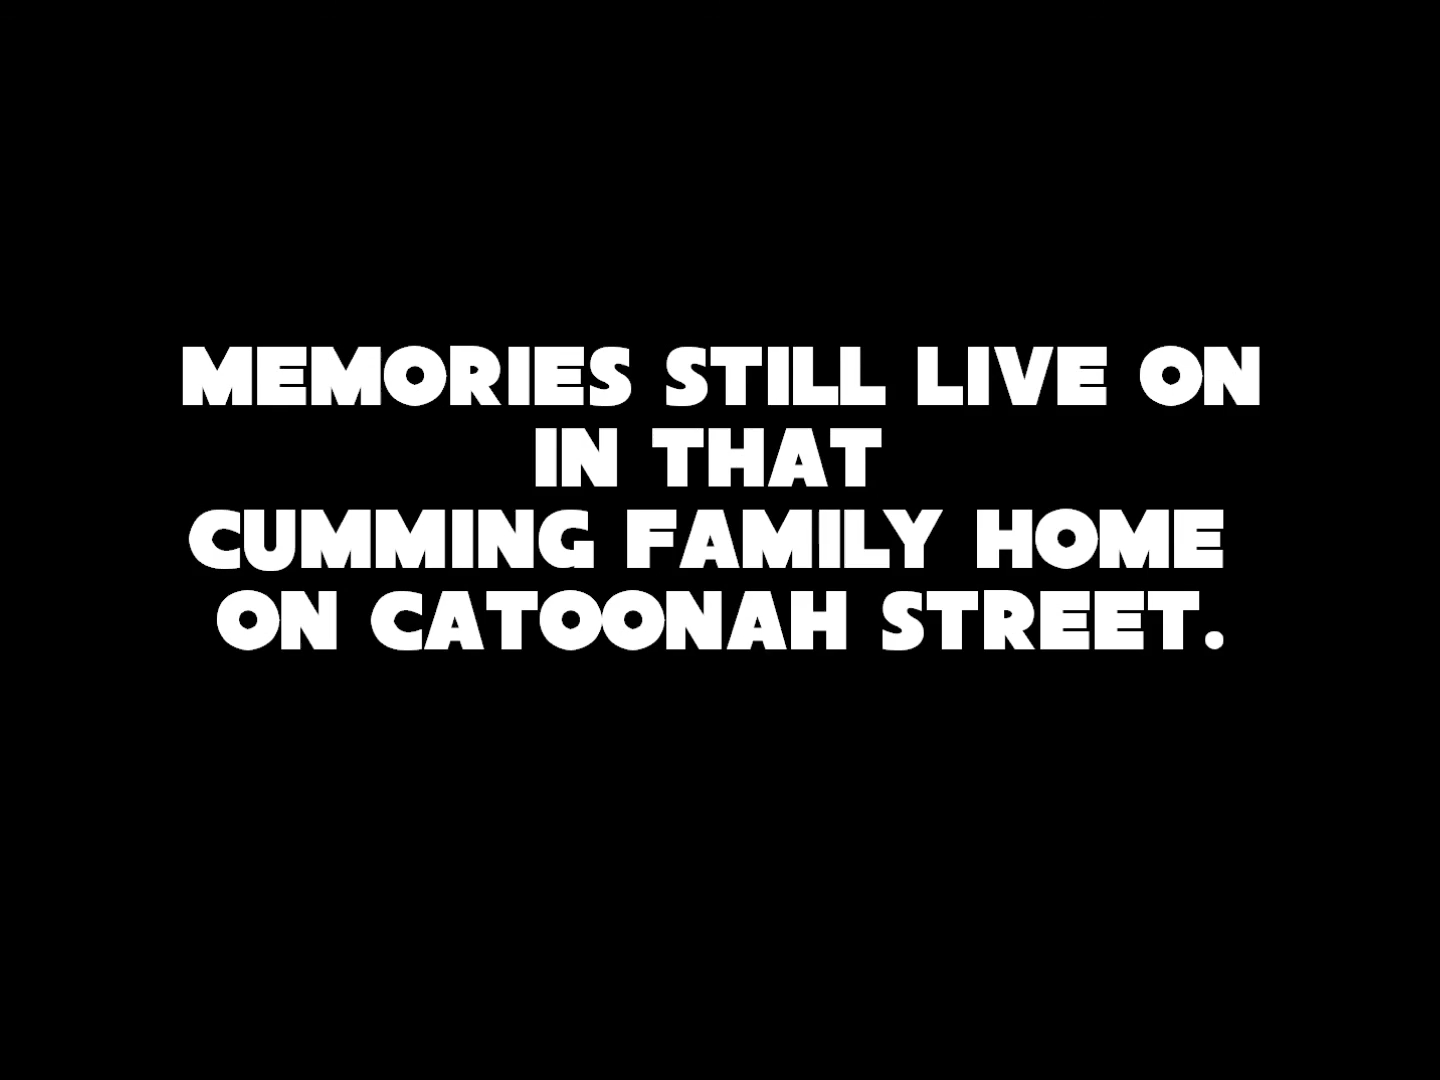 MEMORIES STILL LIVE ON
IN THAT
CUMMING FAMILY HOME
ON CATOONAH STREET.